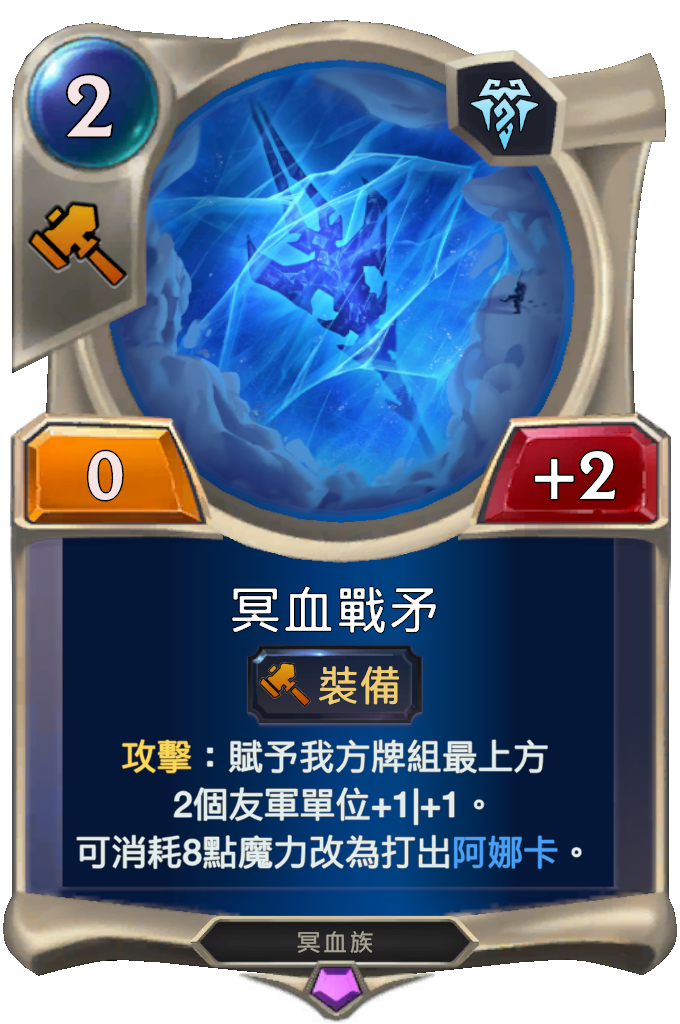 2
0
+2
冥血戰矛
裝備
攻擊：賦予我方牌組最上方
2個友軍單位+1|+1。
可消耗8點魔力改為打出阿娜卡。
冥血族